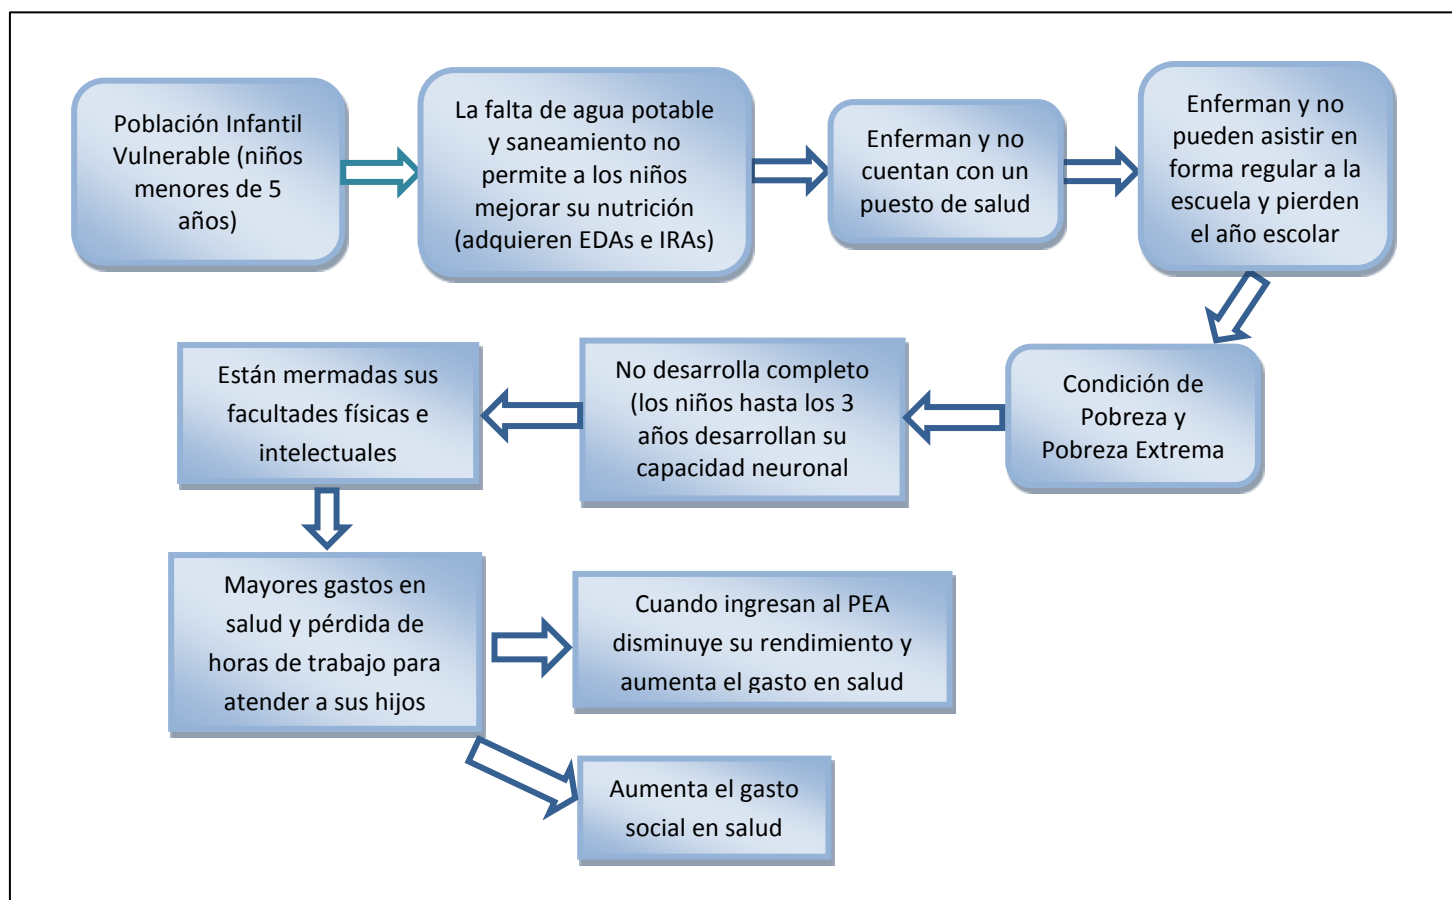 Población Infantil
Vulnerable (niños
menores de 5
años)
La falta de agua potable
y saneamiento no
permite a los niños
mejorar su nutrición
(adquieren EDAs e IRAs)
Enferman y no
cuentan con un
puesto de salud
Enferman y no
pueden asistir en
forma regular a la
escuela y pierden
el año escolar
Condición de
Pobreza y
Pobreza Extrema
No desarrolla completo
(los niños hasta los 3
años desarrollan su
capacidad neuronal
Están mermadas sus
facultades físicas e
intelectuales
Mayores gastos en
salud y pérdida de
horas de trabajo para
atender a sus hijos
Cuando ingresan al PEA
disminuye su rendimiento y
aumenta el gasto en salud
Aumenta el gasto
social en salud